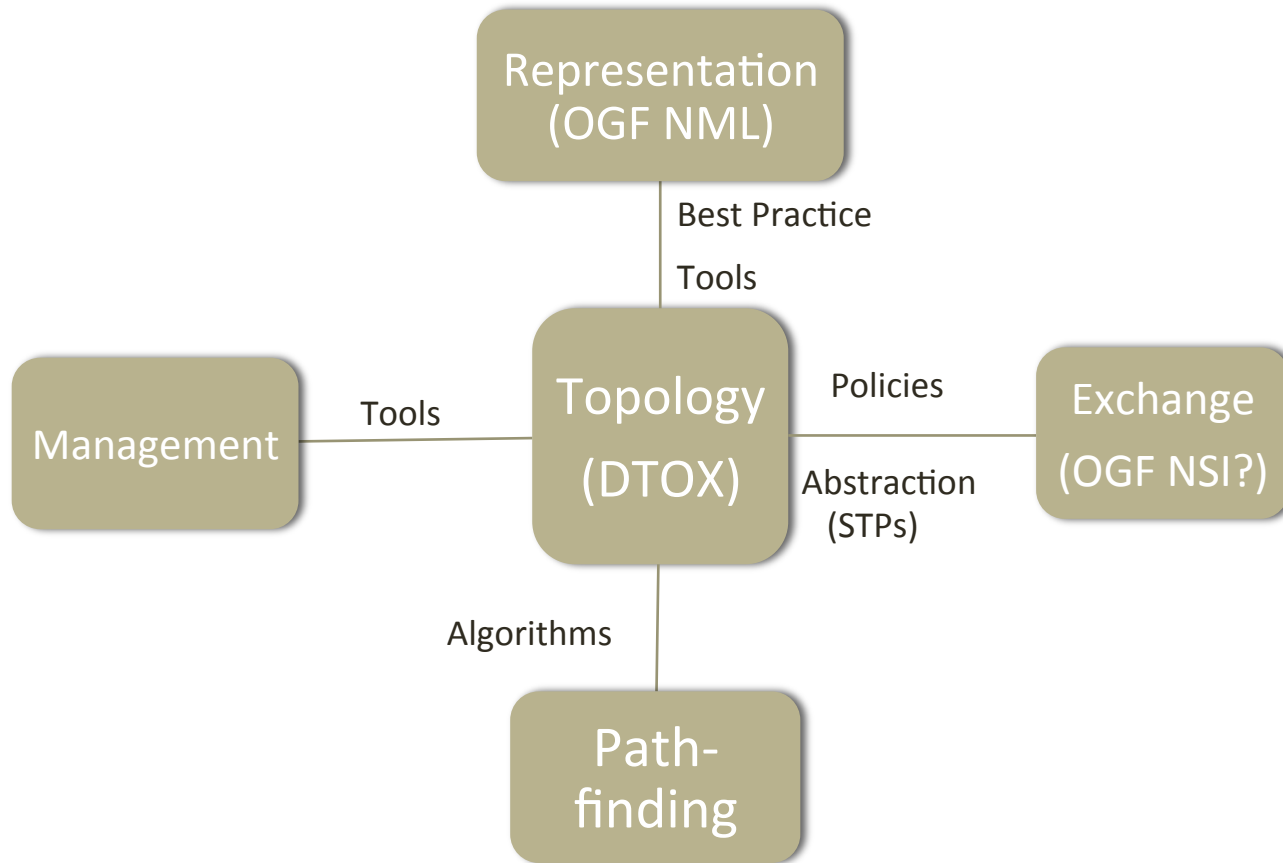 Representation
(OGF NML)
Best Practice
Tools
Management
Tools
Topology
(DTOX)
Policies
Abstraction
(STPs)
Exchange
(OGF NSI?)
Algorithms
Path-
finding